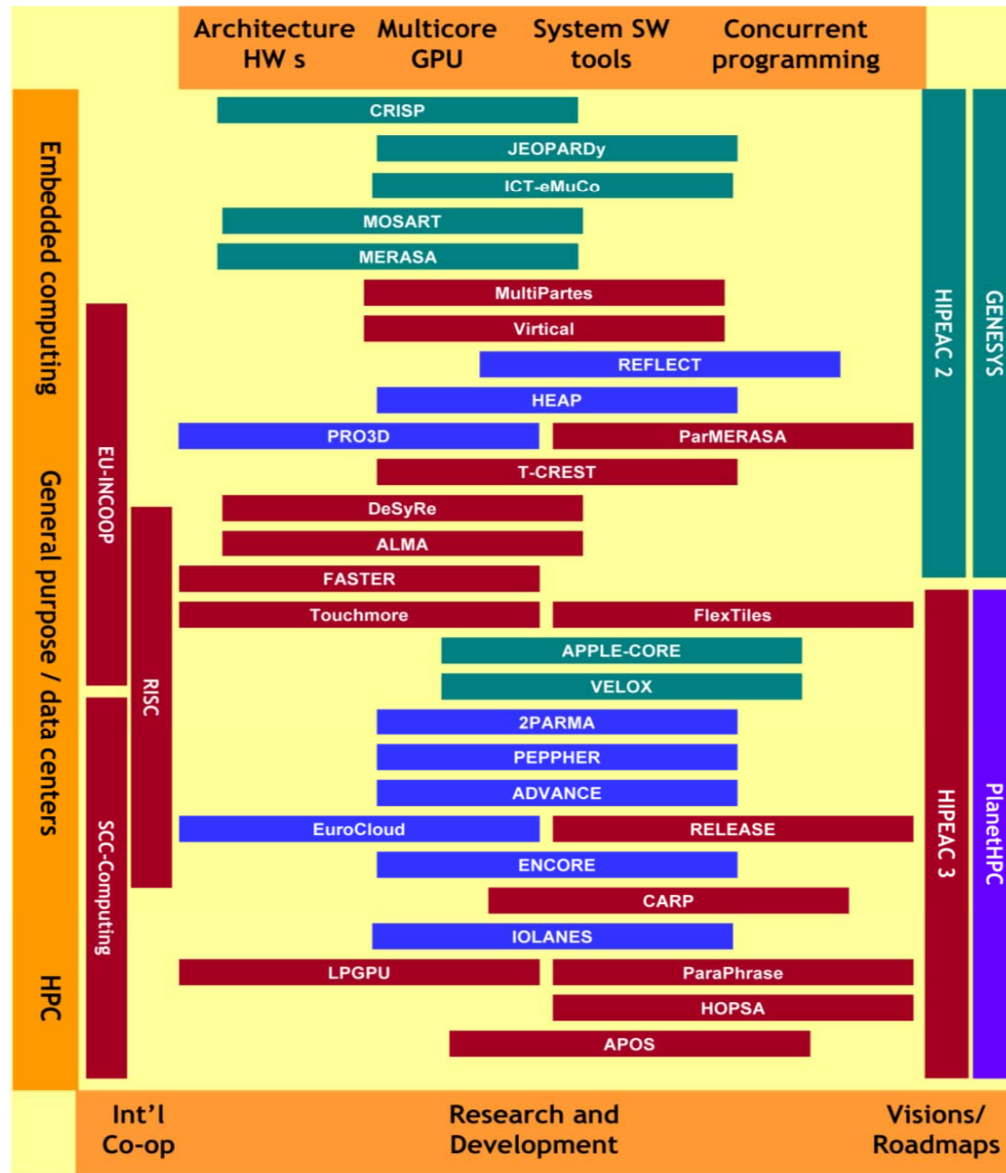 Architecture HW s
Multicore GPU
System SW tools
Concurrent programming
Embedded computing
General purpose / data centers
HPC
EU-INCOOP
SCC-Computing
RISC
CRISP
JEOPARDy
ICT-eMuCo
MOSART
MERASA
MultiPartes
Virtical
REFLECT
HEAP
PRO3D
ParMERASA
T-CREST
DeSyRe
ALMA
FASTER
Touchmore
FlexTiles
APPLE-CORE
VELOX
2PARMA
PEPPHER
ADVANCE
EuroCloud
RELEASE
ENCORE
CARP
IOLANES
LPGPU
ParaPhrase
HOPSA
APOS
HIPEAC 2
GENESYS
HIPEAC 3
PlanetHPC
Int'l
Co-op
Research and
Development
Visions/
Roadmaps